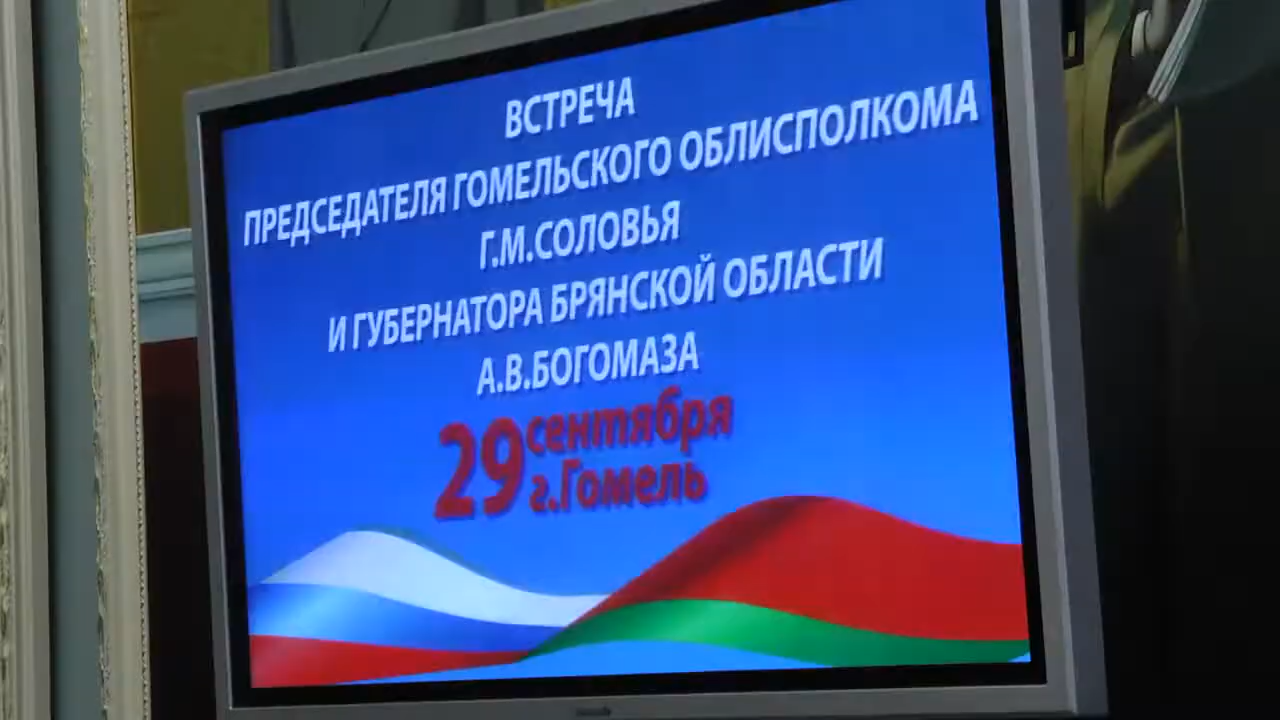 ВСТРЕЧА
ПРЕДСЕДАТЕЛЯ ГОМЕЛЬСКОГО ОБЛИСПОЛКОМА
Г.М.СОЛОВЬЯ
И ГУБЕРНАТОРА БРЯНСКОЙ ОБЛАСТИ
А.В.БОГОМАЗА
29 сентября
г.Гомель